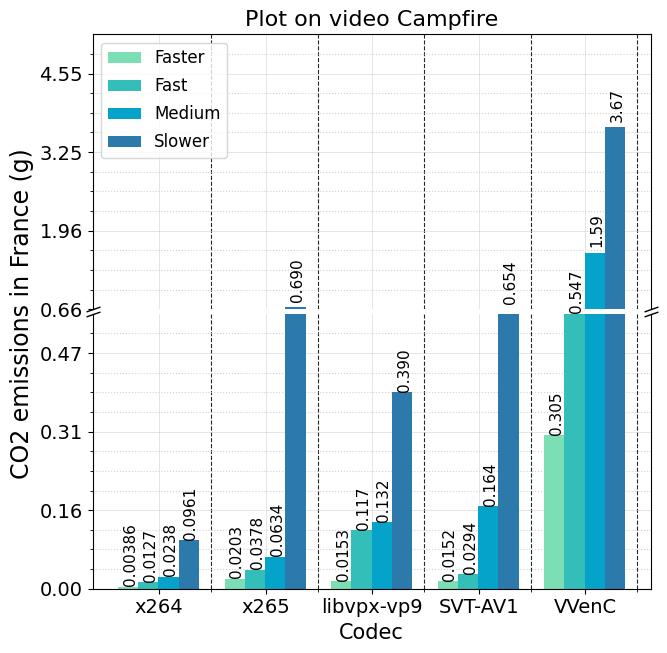 Plot on video Campfire
Faster
Fast
Medium
Slower
CO2 emissions in France (g)
4.55
3.25
1.96
0.66
0.47
0.31
0.16
0.00
0.00386
0.0127
0.0238
0.0961
0.0203
0.0378
0.0634
0.690
0.0153
0.117
0.132
0.390
0.0152
0.0294
0.164
0.654
0.305
0.547
1.59
3.67
x264
x265
libvpx-vp9
SVT-AV1
VVenC
Codec